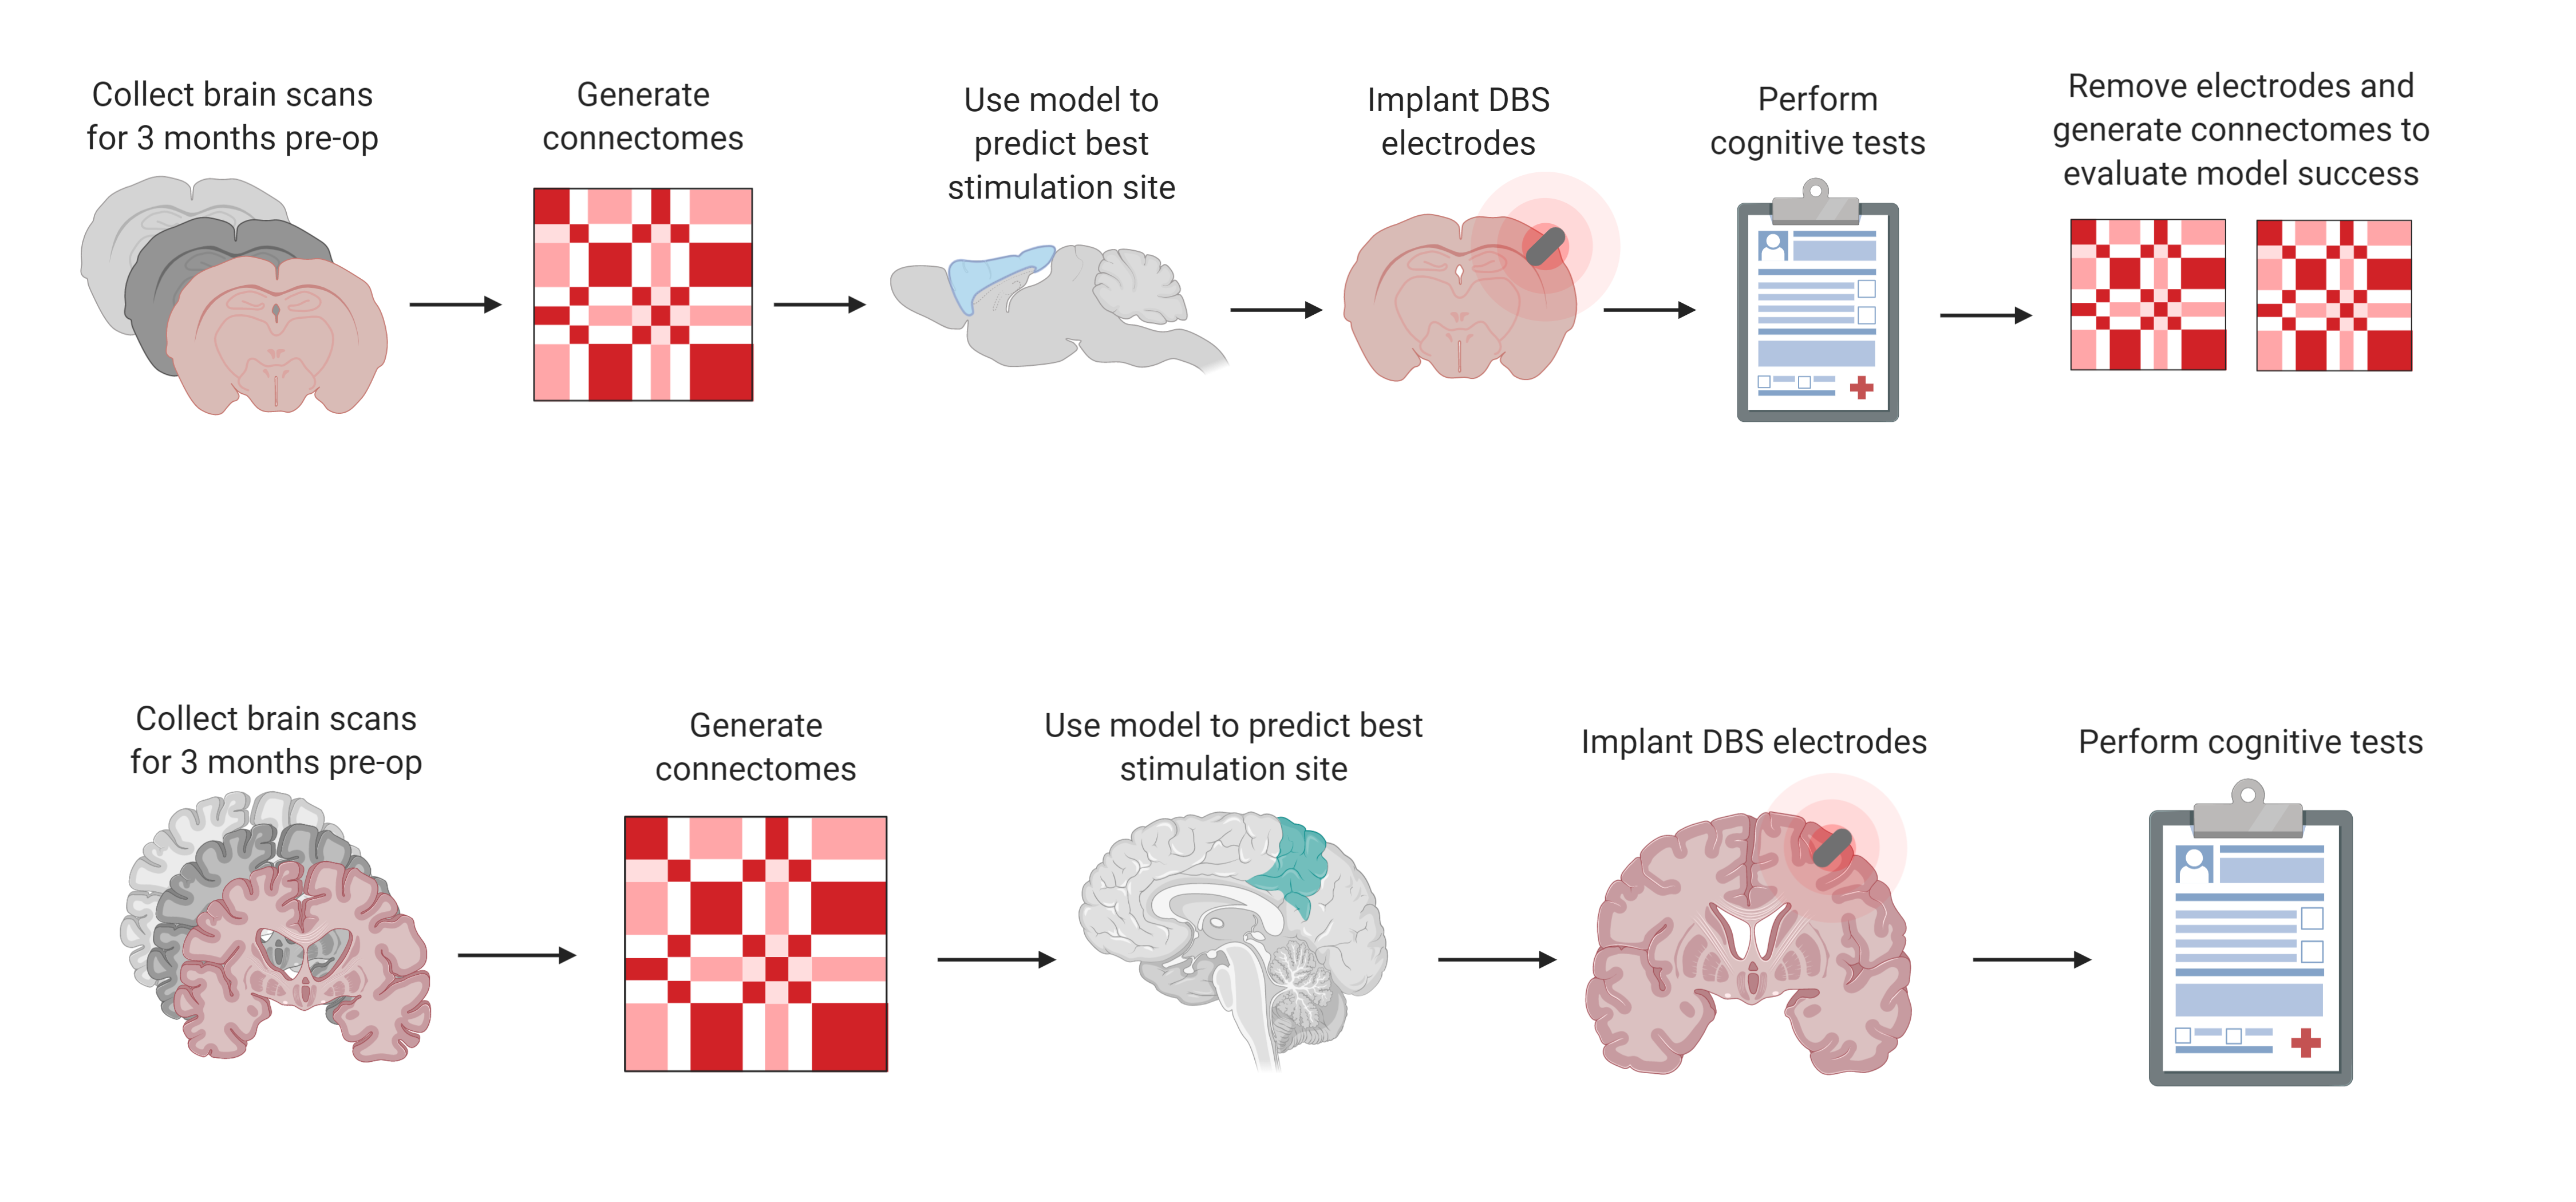 Collect brain scans
for 3 months pre-op
Generate
connectomes
Use model to
predict best
stimulation site
Implant DBS
electrodes
Perform
cognitive tests
Remove electrodes and
generate connectomes to
evaluate model success
Collect brain scans
for 3 months pre-op
Generate
connectomes
Use model to predict best
stimulation site
Implant DBS electrodes
Perform cognitive tests